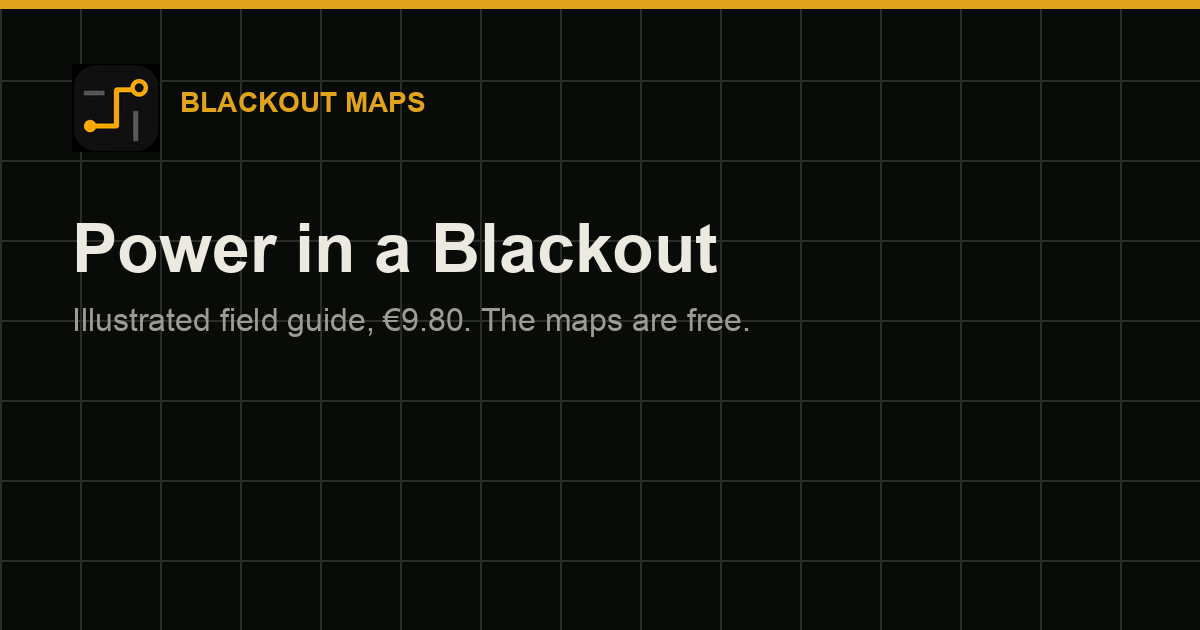 BLACKOUT MAPS
Power in a Blackout
Illustrated field guide, €9.80. The maps are free.